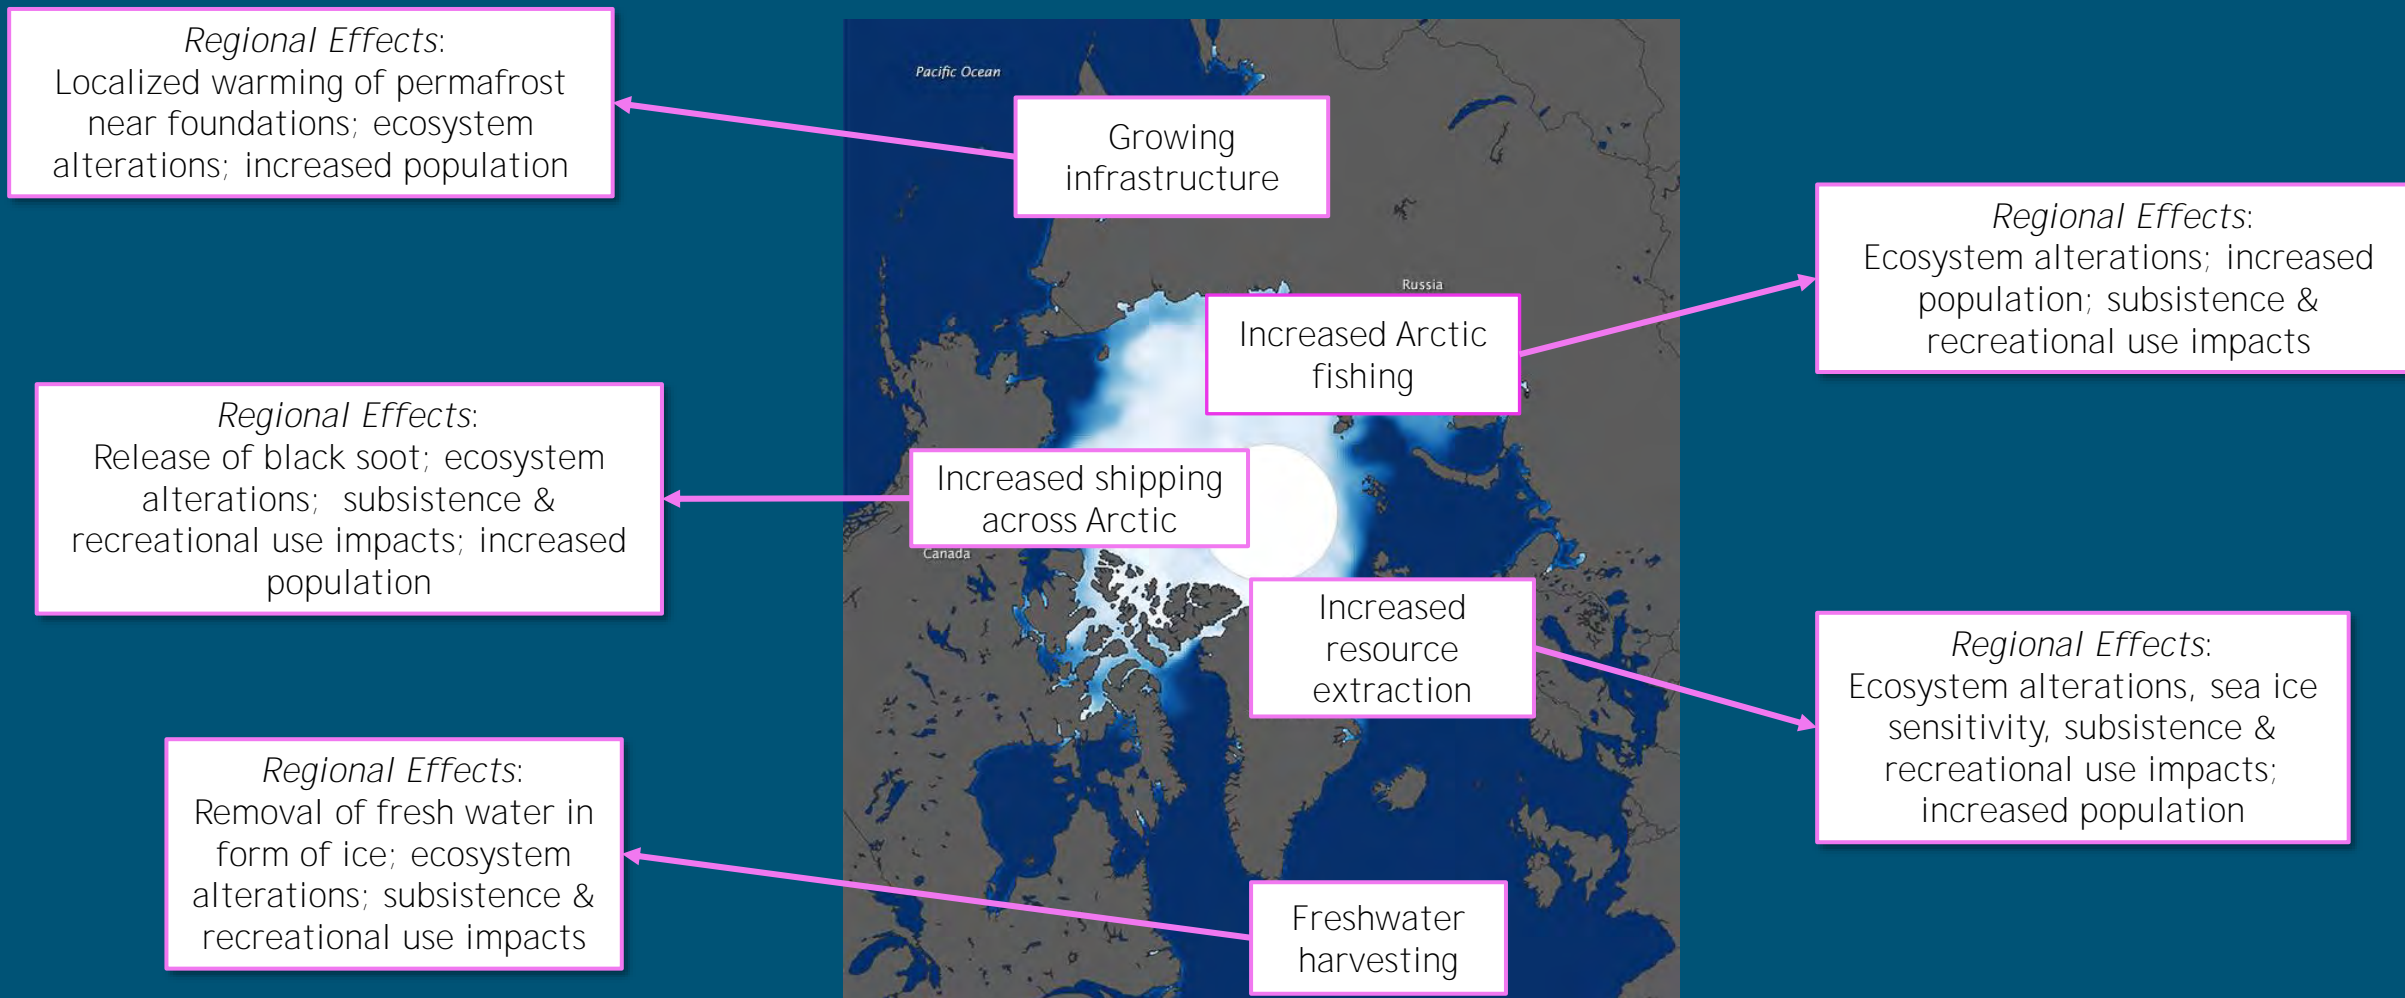 Regional Effects:
Localized warming of permafrost
near foundations; ecosystem
alterations; increased population
Pacific Ocean
Growing
infrastructure
Regional Effects:
Ecosystem alterations; increased
population; subsistence &
recreational use impacts
Russia
Increased Arctic
fishing
Regional Effects:
Release of black soot; ecosystem
alterations; subsistence &
recreational use impacts; increased
population
Increased shipping
across Arctic
Canada
Increased
resource
extraction
Regional Effects:
Ecosystem alterations, sea ice
sensitivity, subsistence &
recreational use impacts;
increased population
Regional Effects:
Removal of fresh water in
form of ice; ecosystem
alterations; subsistence &
recreational use impacts
Freshwater
harvesting